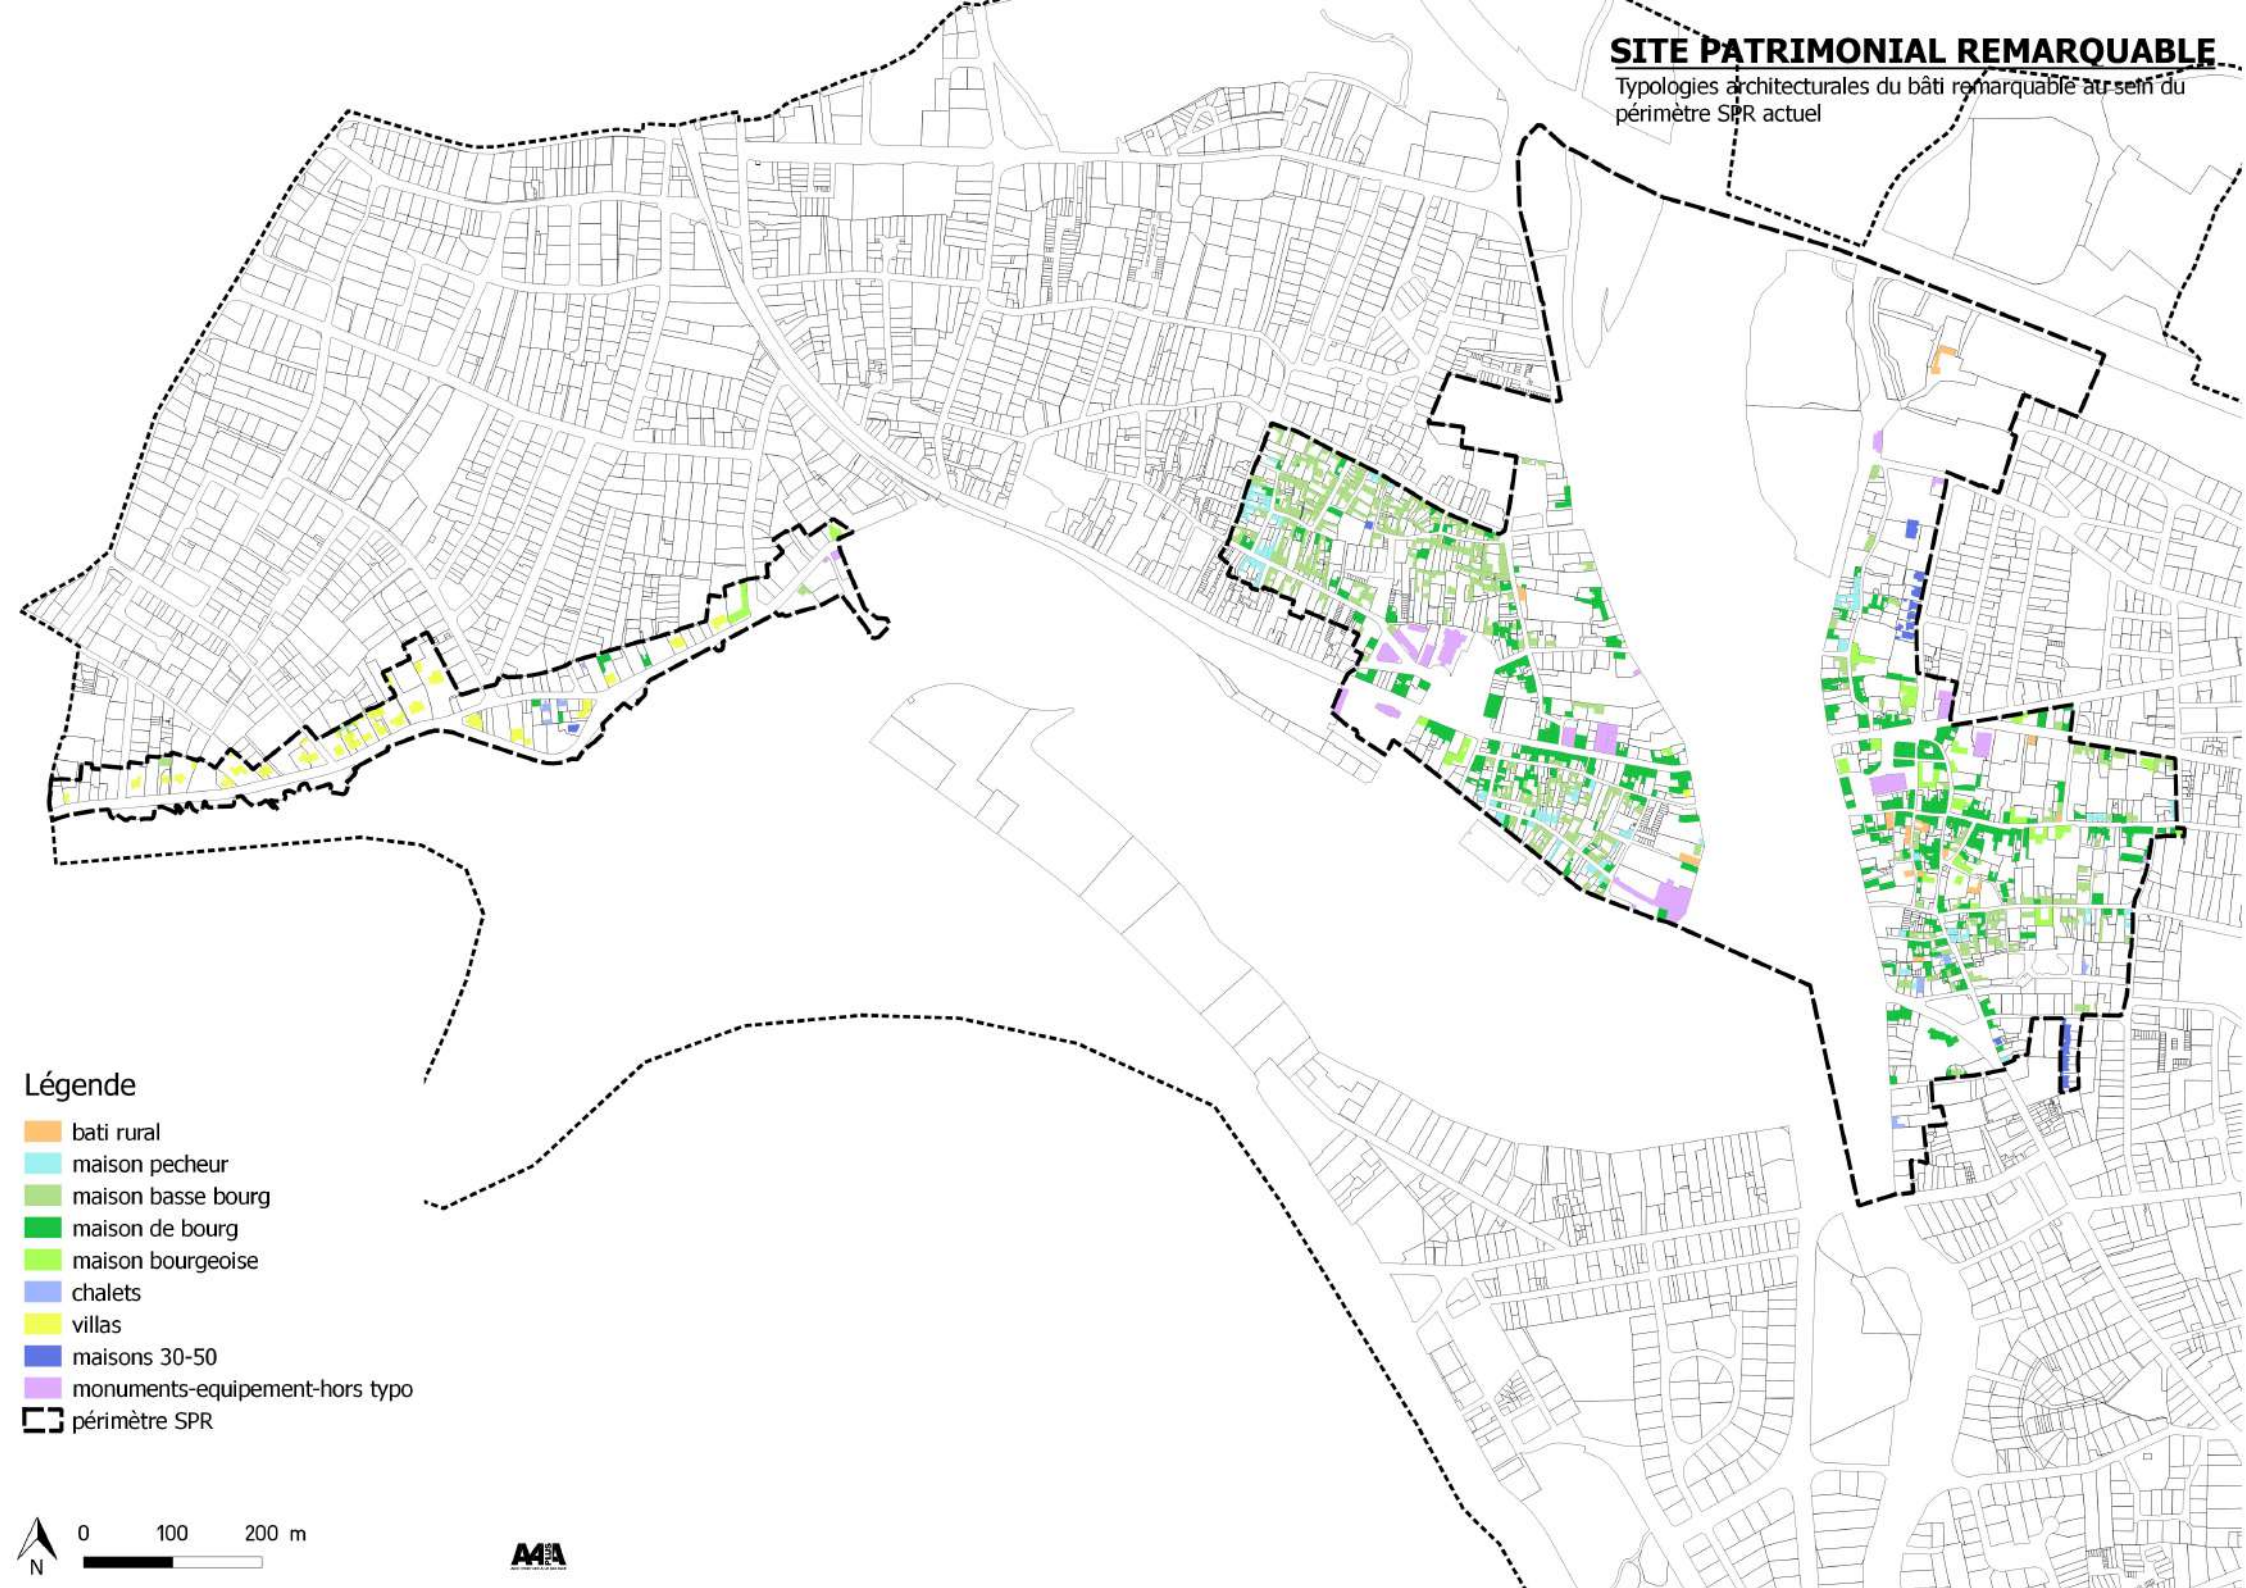 SITE PATRIMONIAL REMARQUABLE
Typologies architecturales du bâti remarquable au sein du
périmètre SPR actuel
Légende
bati rural
maison pecheur
maison basse bourg
maison de bourg
maison bourgeoise
chalets
villas
maisons 30-50
monuments-equipement-hors typo
périmètre SPR
N
0 100 200 m
A4 PLUS A